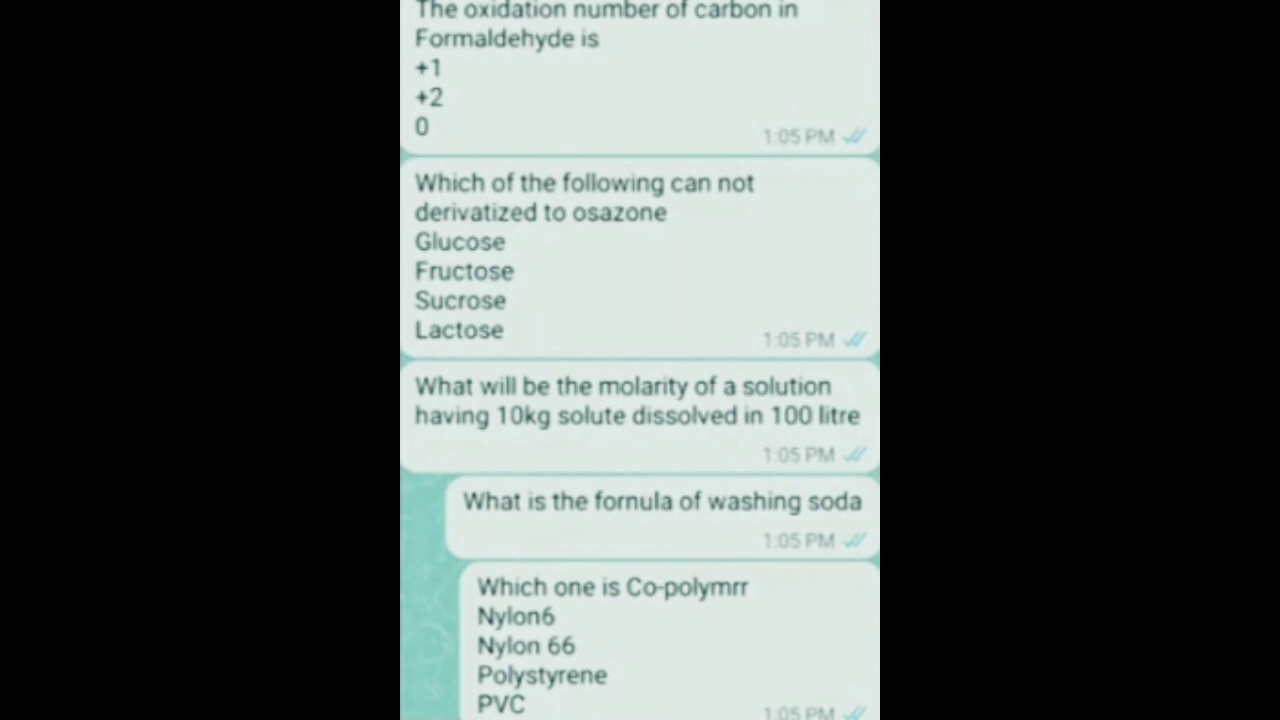 The oxidation number of carbon in
Formaldehyde is
+1
+2
0
1:05 PM
Which of the following can not
derivatized to osazone
Glucose
Fructose
Sucrose
Lactose
1:05 PM
What will be the molarity of a solution
having 10kg solute dissolved in 100 litre
1:05 PM
What is the fornula of washing soda
1:05 PM
Which one is Co-polymrr
Nylon6
Nylon 66
Polystyrene
PVC
1:05 PM